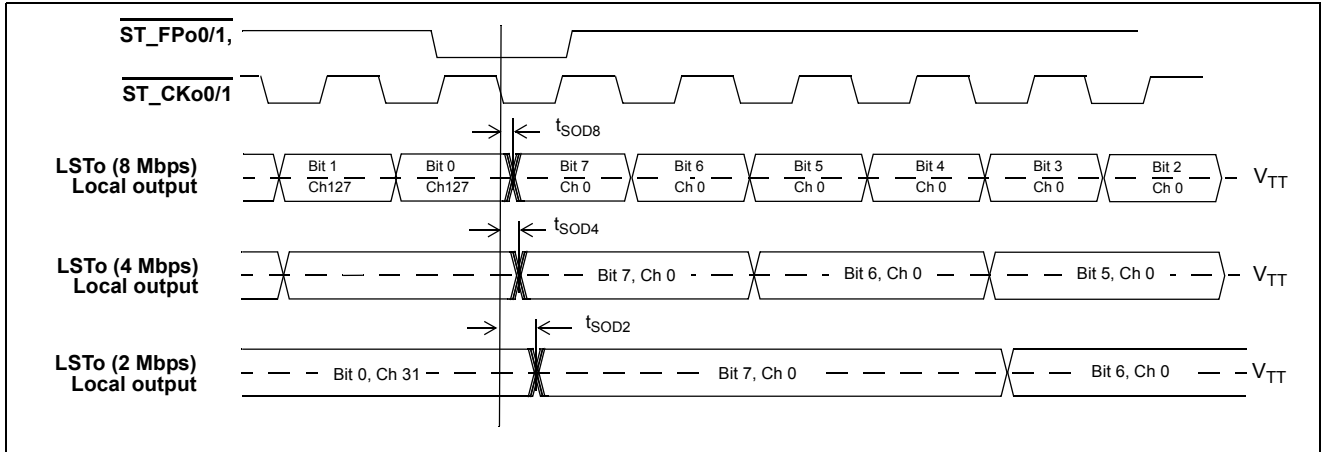 ST_FPo0/1,
ST_CKo0/1
tSOD8
LSTo (8 Mbps)
Local output
Bit 1
Ch127
Bit 0
Ch127
Bit 7
Ch 0
Bit 6
Ch 0
Bit 5
Ch 0
Bit 4
Ch 0
Bit 3
Ch 0
Bit 2
Ch 0
VTT
tSOD4
LSTo (4 Mbps)
Local output
Bit 7, Ch 0
Bit 6, Ch 0
Bit 5, Ch 0
VTT
tSOD2
LSTo (2 Mbps)
Local output
Bit 0, Ch 31
Bit 7, Ch 0
Bit 6, Ch 0
VTT